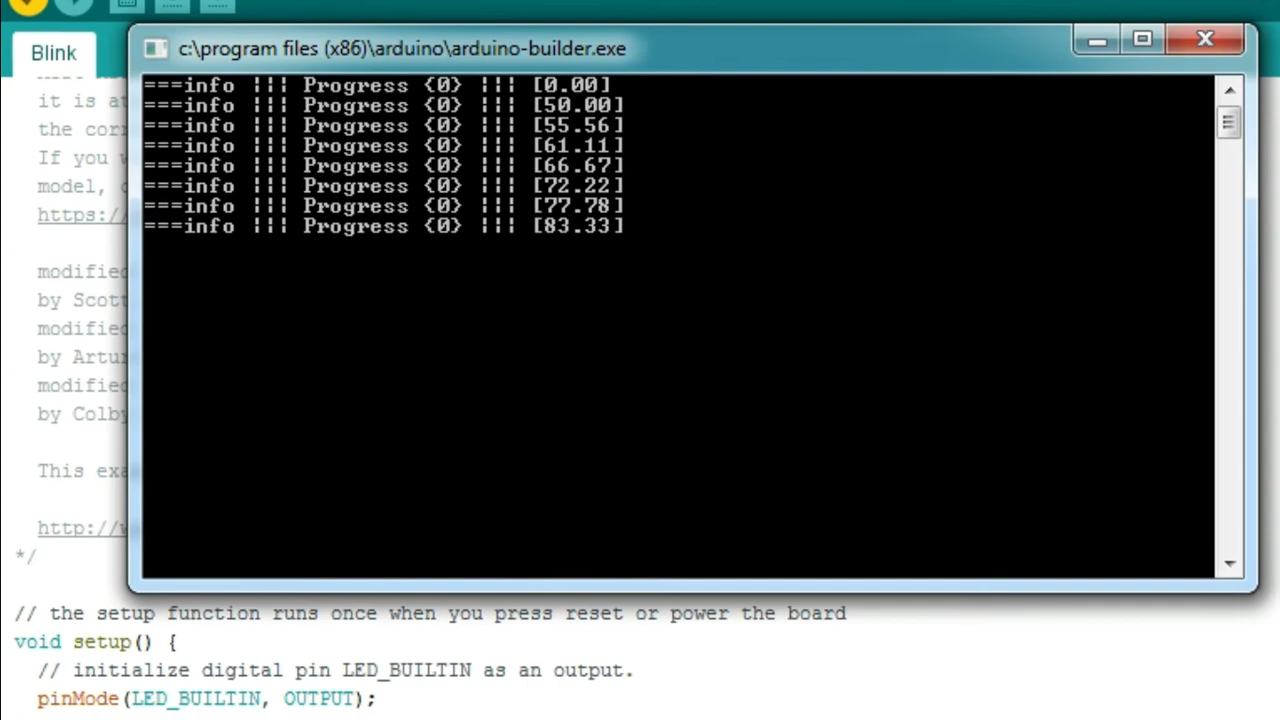 Blink
c:\program files (x86)\arduino\arduino-builder.exe
===info ¦¦¦ Progress {0} ¦¦¦ [0.00]
===info ¦¦¦ Progress {0} ¦¦¦ [50.00]
===info ¦¦¦ Progress {0} ¦¦¦ [55.56]
===info ¦¦¦ Progress {0} ¦¦¦ [61.11]
===info ¦¦¦ Progress {0} ¦¦¦ [66.67]
===info ¦¦¦ Progress {0} ¦¦¦ [72.22]
===info ¦¦¦ Progress {0} ¦¦¦ [77.78]
===info ¦¦¦ Progress {0} ¦¦¦ [83.33]
it is
the
If you
model,
https:/
modified
by Scott
modified
by
modified
by Colby
This
http://
*/
// the setup function runs once when you press reset or power the board
void setup() {
// initialize digital pin LED_BUILTIN as an output.
pinMode(LED_BUILTIN, OUTPUT);